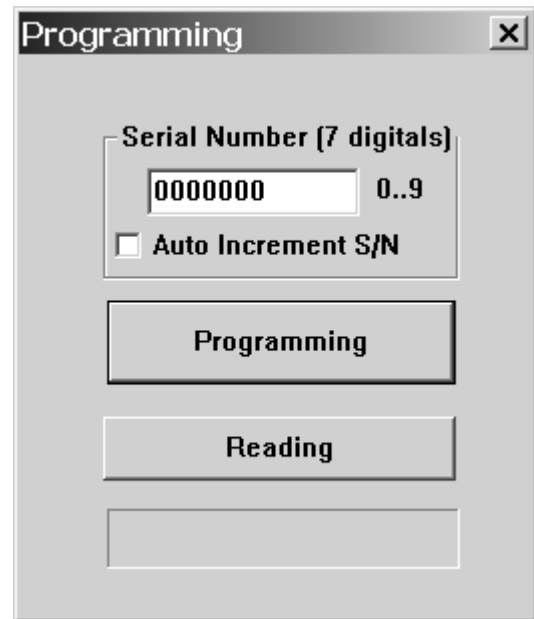 Programming
Serial Number (7 digitals)
0000000 0..9
Auto Increment S/N
Programming
Reading